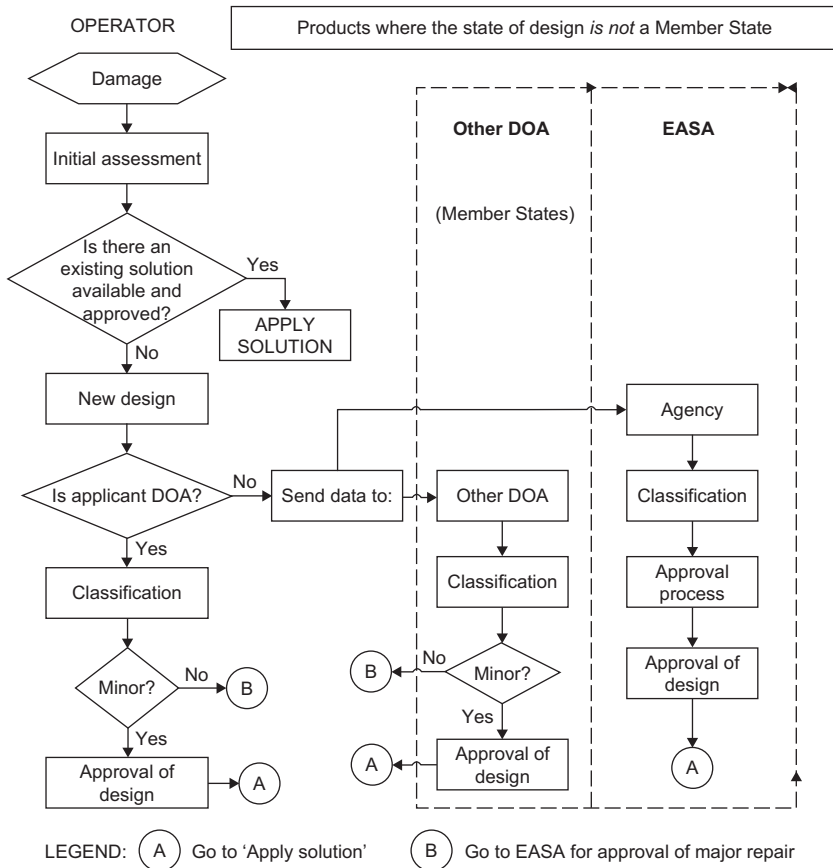 OPERATOR
Products where the state of design is not a Member State
Damage
Initial assessment
Is there an
existing solution
available and
approved?
Yes
APPLY
SOLUTION
No
New design
Is applicant DOA?
No
Send data to:
Yes
Classification
Minor?
No
B
Yes
Approval of
design
A
Other DOA
(Member States)
Other DOA
Classification
Minor?
No
B
Yes
Approval of
design
A
EASA
Agency
Classification
Approval
process
Approval of
design
A
LEGEND: A Go to ‘Apply solution’ B Go to EASA for approval of major repair